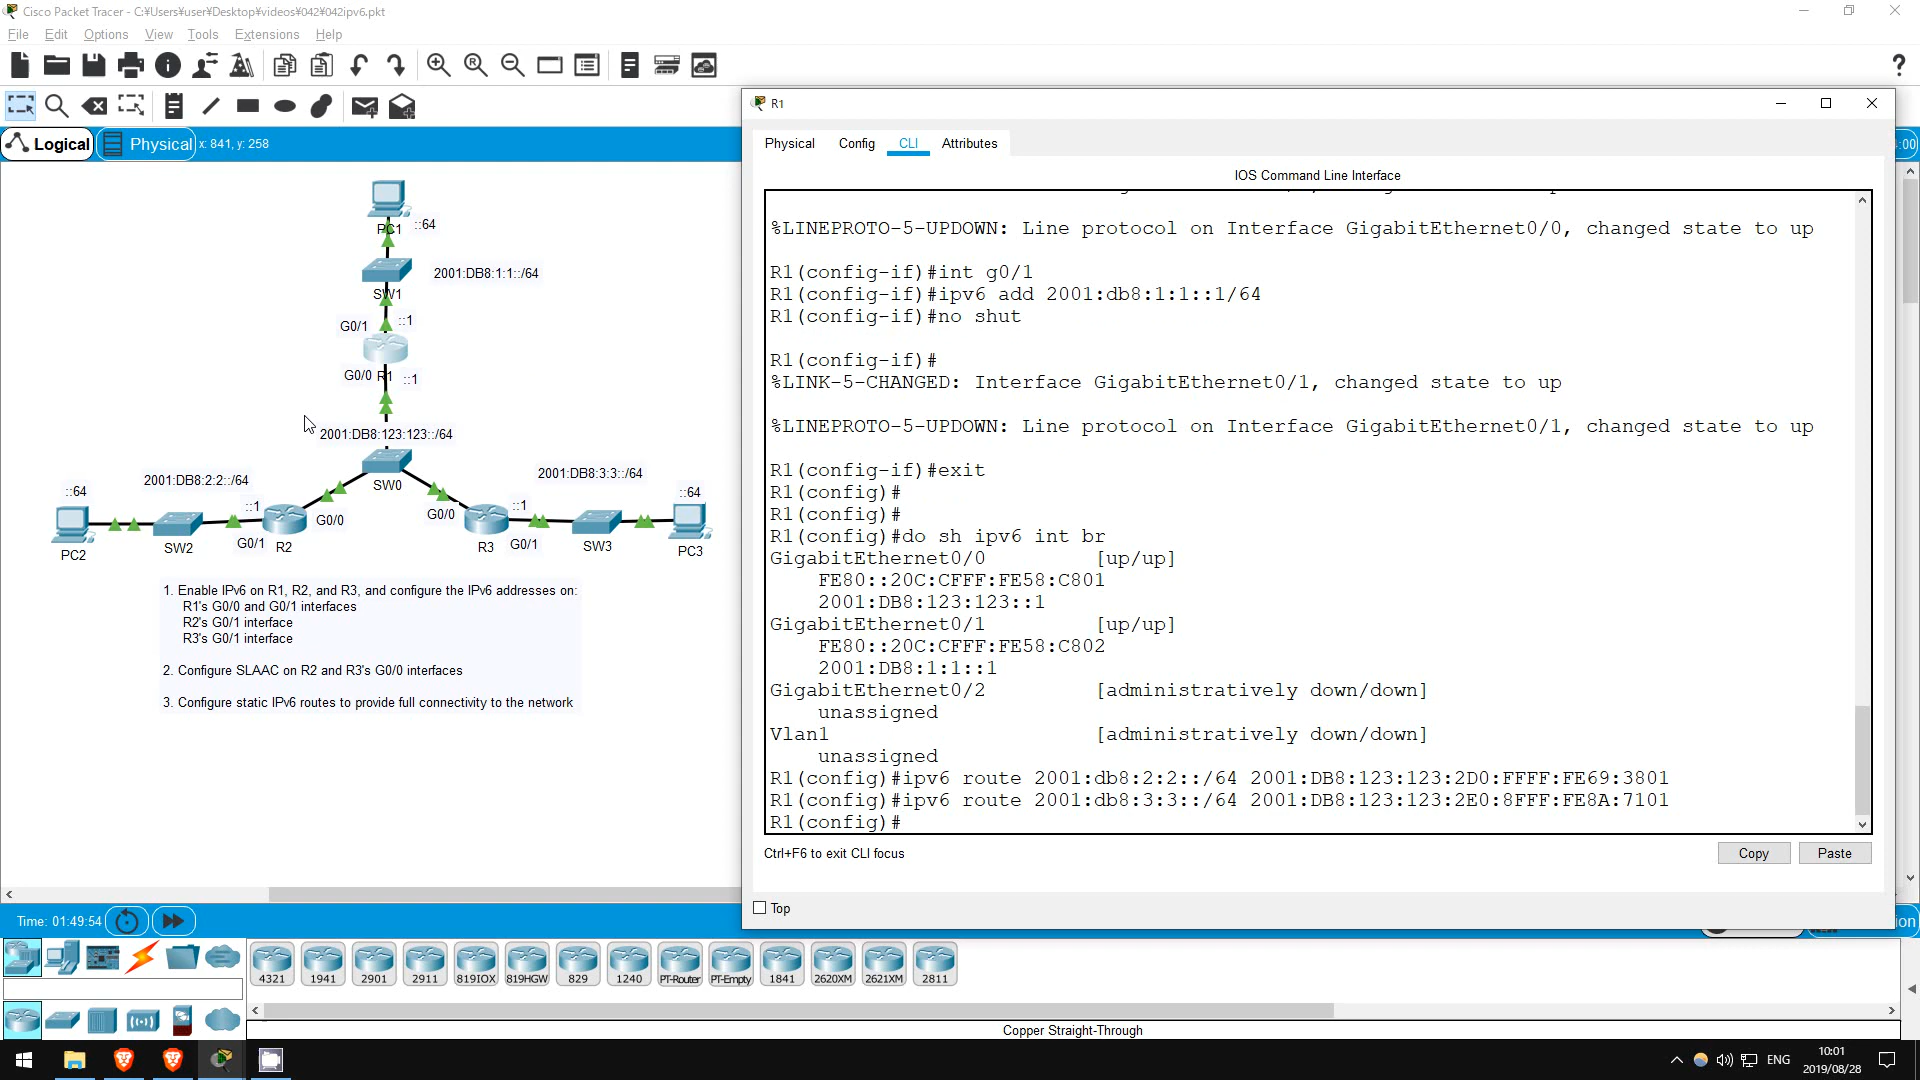 Cisco Packet Tracer - C:¥Users¥user¥Desktop¥videos¥042¥042ipv6.pkt
File Edit Options View Tools Extensions Help
Logical Physical x: 841, y: 258
:00
PC1 ::64
SW1 2001:DB8:1:1::/64
G0/1 ::1
G0/0 R1 ::1
2001:DB8:123:123::/64
SW0
2001:DB8:2:2::/64
2001:DB8:3:3::/64
::64
::1
G0/0
G0/1
PC2
SW2
R2
G0/0
::1
::64
R3
G0/1
SW3
PC3
1. Enable IPv6 on R1, R2, and R3, and configure the IPv6 addresses on:
R1's G0/0 and G0/1 interfaces
R2's G0/1 interface
R3's G0/1 interface
2. Configure SLAAC on R2 and R3's G0/0 interfaces
3. Configure static IPv6 routes to provide full connectivity to the network
R1
Physical Config CLI Attributes
IOS Command Line Interface
%LINEPROTO-5-UPDOWN: Line protocol on Interface GigabitEthernet0/0, changed state to up
R1(config-if)#int g0/1
R1(config-if)#ipv6 add 2001:db8:1:1::1/64
R1(config-if)#no shut
R1(config-if)#
%LINK-5-CHANGED: Interface GigabitEthernet0/1, changed state to up
%LINEPROTO-5-UPDOWN: Line protocol on Interface GigabitEthernet0/1, changed state to up
R1(config-if)#exit
R1(config)#
R1(config)#
R1(config)#do sh ipv6 int br
GigabitEthernet0/0 [up/up]
FE80::20C:CFFF:FE58:C801
2001:DB8:123:123::1
GigabitEthernet0/1 [up/up]
FE80::20C:CFFF:FE58:C802
2001:DB8:1:1::1
GigabitEthernet0/2 [administratively down/down]
unassigned
Vlan1 [administratively down/down]
unassigned
R1(config)#ipv6 route 2001:db8:2:2::/64 2001:DB8:123:123:2D0:FFFF:FE69:3801
R1(config)#ipv6 route 2001:db8:3:3::/64 2001:DB8:123:123:2E0:8FFF:FE8A:7101
R1(config)#
Ctrl+F6 to exit CLI focus
Copy Paste
Top
Time: 01:49:54
ion
4321 1941 2901 2911 819IOX 819HGW 829 1240 PT-Router PT-Empty 1841 2620XM 2621XM 2811
Copper Straight-Through
ENG
10:01
2019/08/28